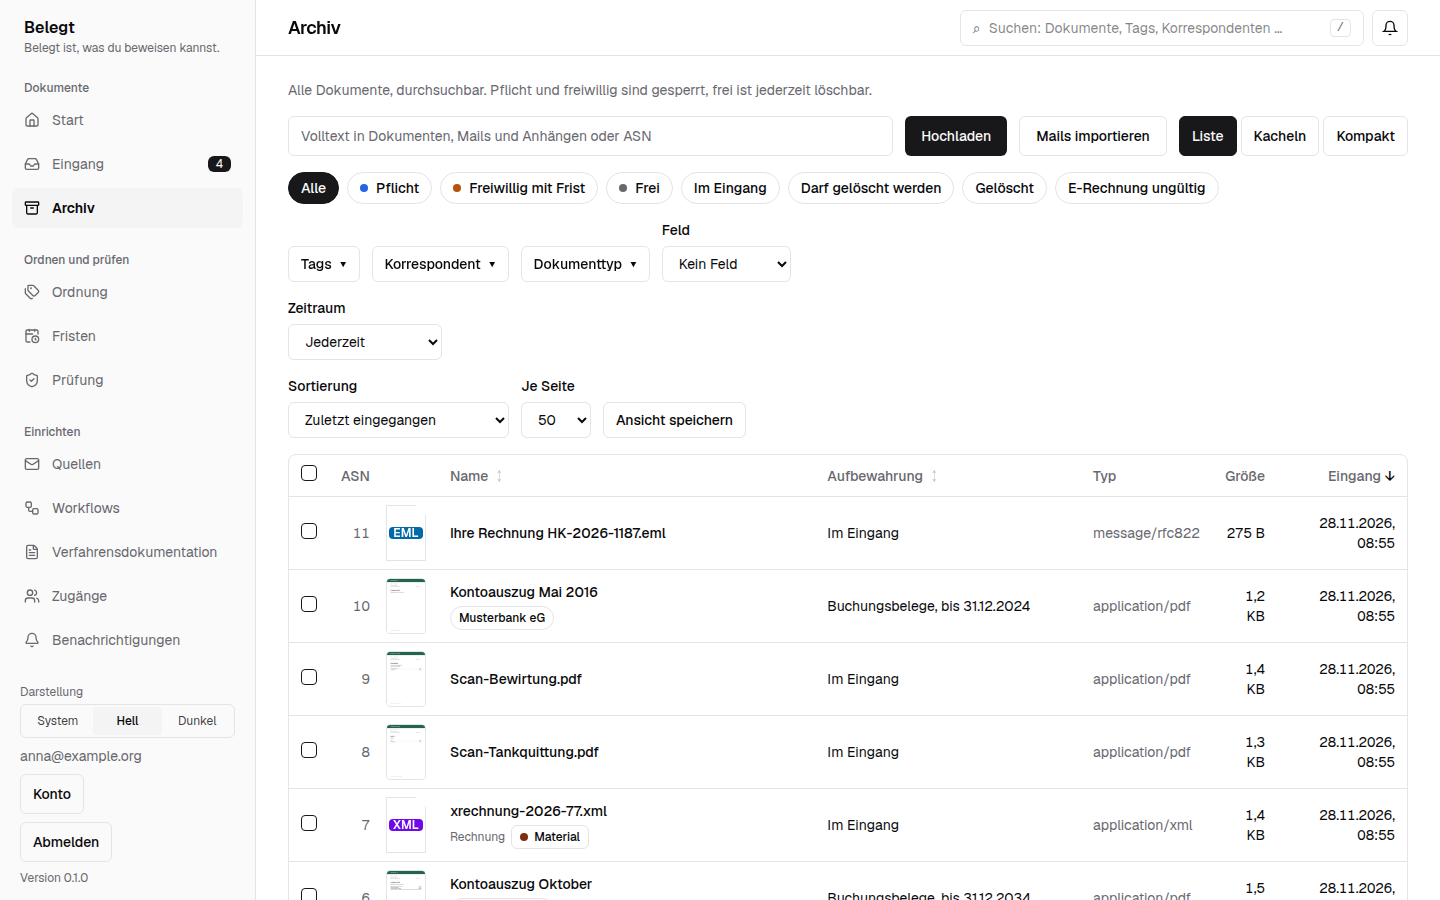 Belegt
Belegt ist, was du beweisen kannst.
Dokumente
Start
Eingang 4
Archiv
Ordnen und prüfen
Ordnung
Fristen
Prüfung
Einrichten
Quellen
Workflows
Verfahrensdokumentation
Zugänge
Benachrichtigungen
Darstellung
System Hell Dunkel
anna@example.org
Konto
Abmelden
Version 0.1.0
Archiv
Suchen: Dokumente, Tags, Korrespondenten … /
Alle Dokumente, durchsuchbar. Pflicht und freiwillig sind gesperrt, frei ist jederzeit löschbar.
Volltext in Dokumenten, Mails und Anhängen oder ASN Hochladen Mails importieren Liste Kacheln Kompakt
Alle Pflicht Freiwillig mit Frist Frei Im Eingang Darf gelöscht werden Gelöscht E-Rechnung ungültig
Feld
Tags Korrespondent Dokumenttyp Kein Feld
Zeitraum
Jederzeit
Sortierung Je Seite
Zuletzt eingegangen 50 Ansicht speichern
ASN Name Aufbewahrung Typ Größe Eingang
11 EML Ihre Rechnung HK-2026-1187.eml Im Eingang message/rfc822 275 B 28.11.2026, 08:55
10 Kontoauszug Mai 2016 Buchungsbelege, bis 31.12.2024 application/pdf 1,2 KB 28.11.2026, 08:55
Musterbank eG
9 Scan-Bewirtung.pdf Im Eingang application/pdf 1,4 KB 28.11.2026, 08:55
8 Scan-Tankquittung.pdf Im Eingang application/pdf 1,3 KB 28.11.2026, 08:55
7 XML xrechnung-2026-77.xml Im Eingang application/xml 1,4 KB 28.11.2026, 08:55
Rechnung Material
6 Kontoauszug Oktober Buchungsbelege, bis 31.12.2034 application/pdf 1,5 28.11.2026,